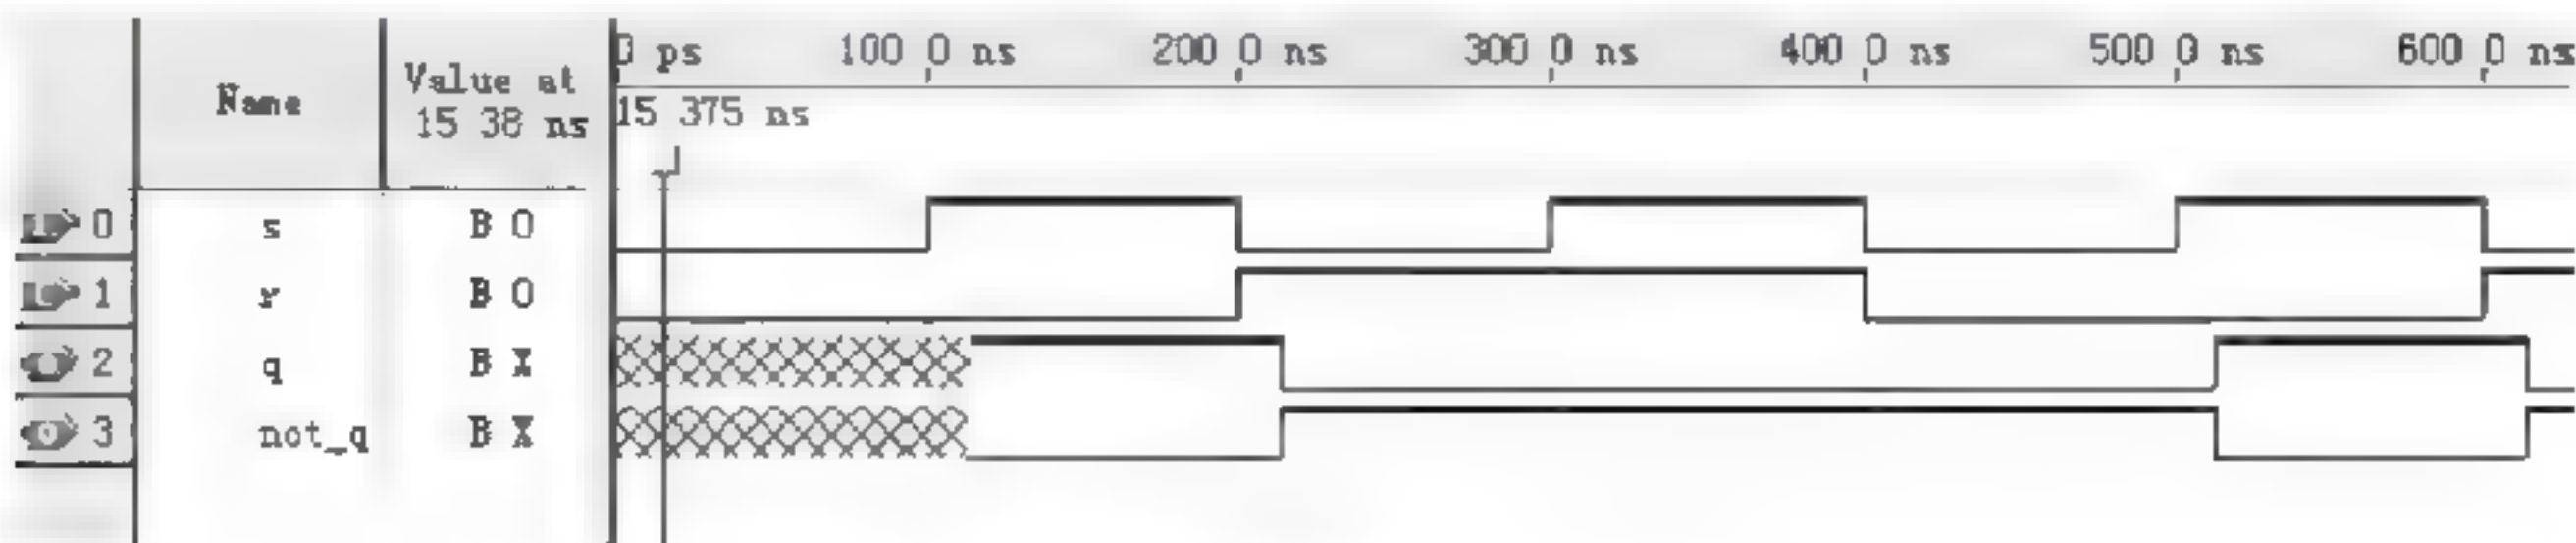 Name
Value at
15 38 ns
0 ps 100 0 ns 200 0 ns 300 0 ns 400 0 ns 500 0 ns 600 0 ns
15 375 ns
0 s B 0
1 r B 0
2 q B X
3 not_q B X